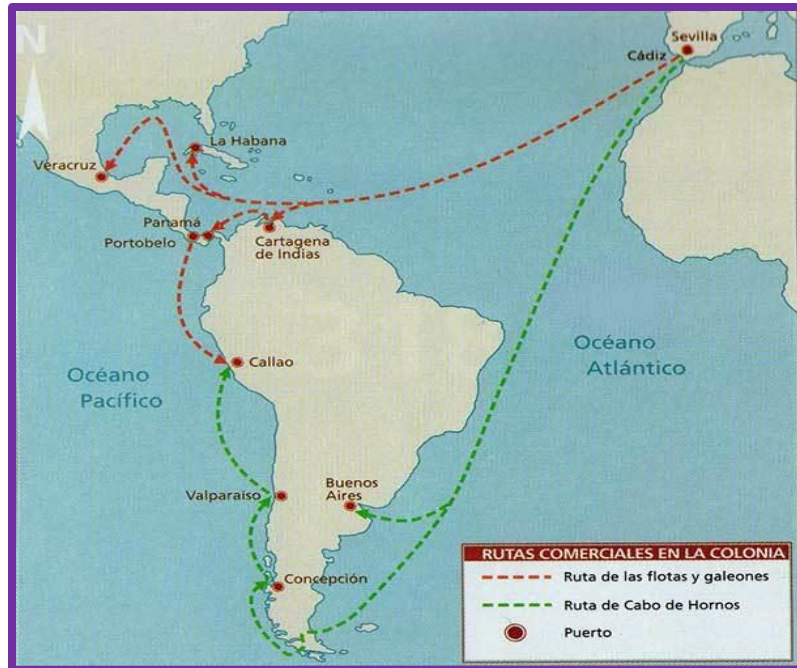 N
Sevilla
Cádiz
La Habana
Veracruz
Panamá
Portobelo
Cartagena
de Indias
Océano
Atlántico
Callao
Océano
Pacífico
Valparaíso
Buenos
Aires
Concepción
RUTAS COMERCIALES EN LA COLONIA
Ruta de las flotas y galeones
Ruta de Cabo de Hornos
Puerto